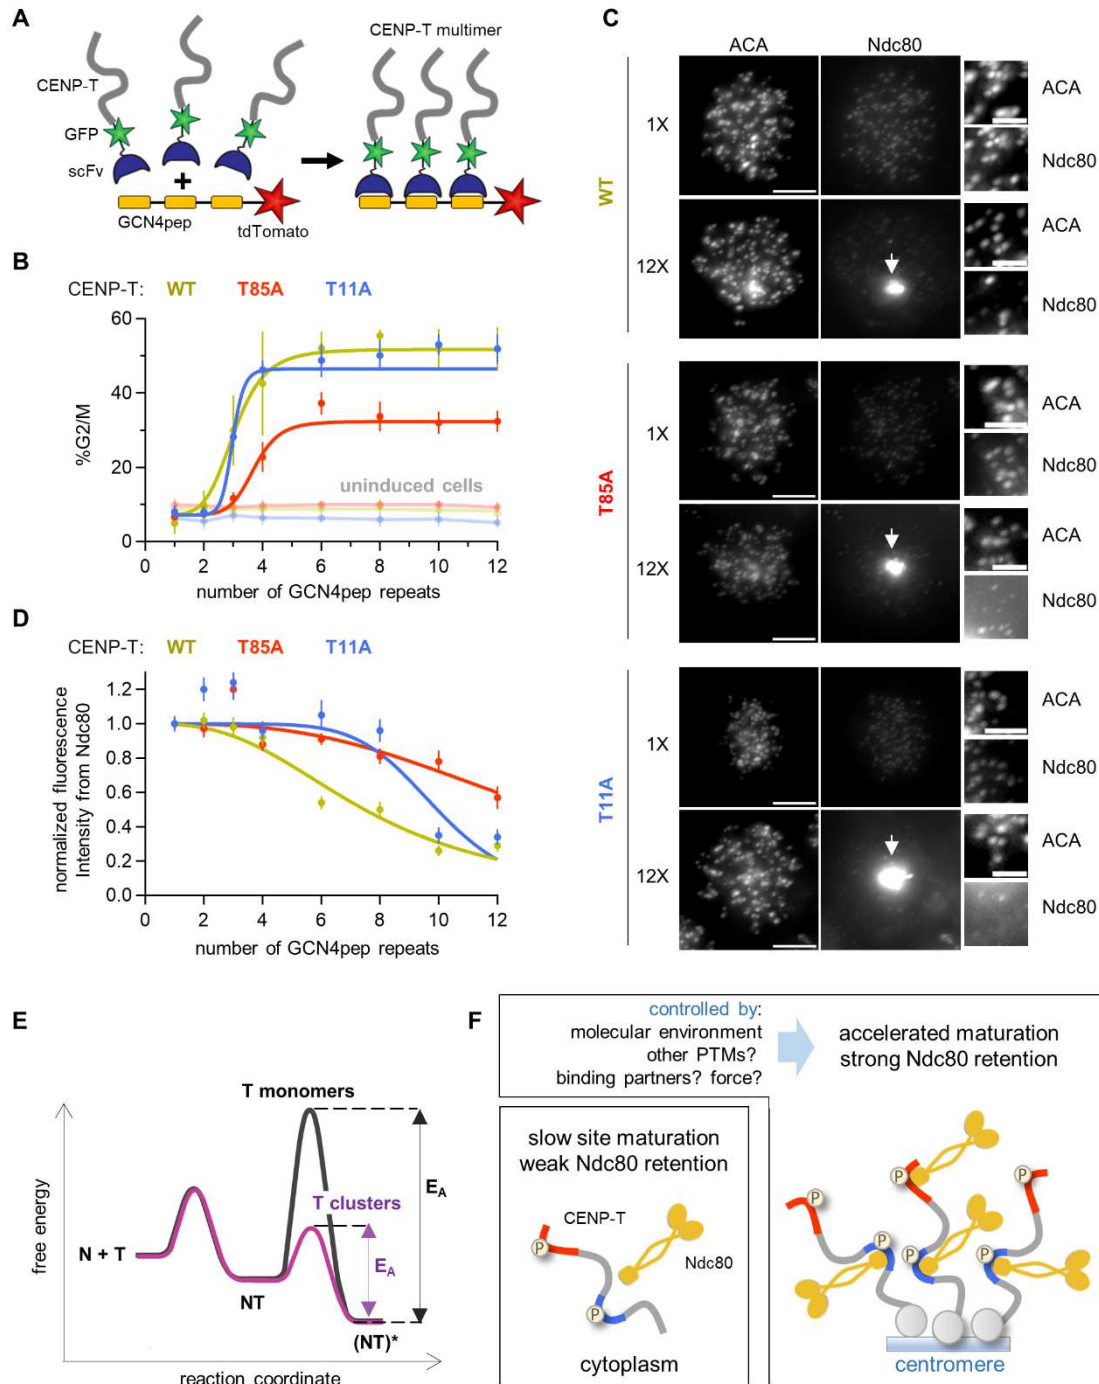 A
CENP-T
GFP
scFv
+
GCN4pep
tdTomato
CENP-T multimer
B
CENP-T: WT T85A T11A
60
40
20
0
%G2/M
uninduced cells
0 2 4 6 8 10 12
number of GCN4pep repeats
C
ACA Ndc80
WT
1X
ACA
Ndc80
12X
ACA
Ndc80
T85A
1X
ACA
Ndc80
12X
ACA
Ndc80
T11A
1X
ACA
Ndc80
12X
ACA
Ndc80
D
CENP-T: WT T85A T11A
1.2
1.0
0.8
0.6
0.4
0.2
0.0
normalized fluorescence
Intensity from Ndc80
0 2 4 6 8 10 12
number of GCN4pep repeats
E
free energy
T monomers
T clusters
EA
EA
N + T
NT
(NT)*
reaction coordinate
F
controlled by:
molecular environment
other PTMs?
binding partners? force?
accelerated maturation
strong Ndc80 retention
slow site maturation
weak Ndc80 retention
CENP-T
Ndc80
P
P
cytoplasm
P
P
P
P
P
P
centromere